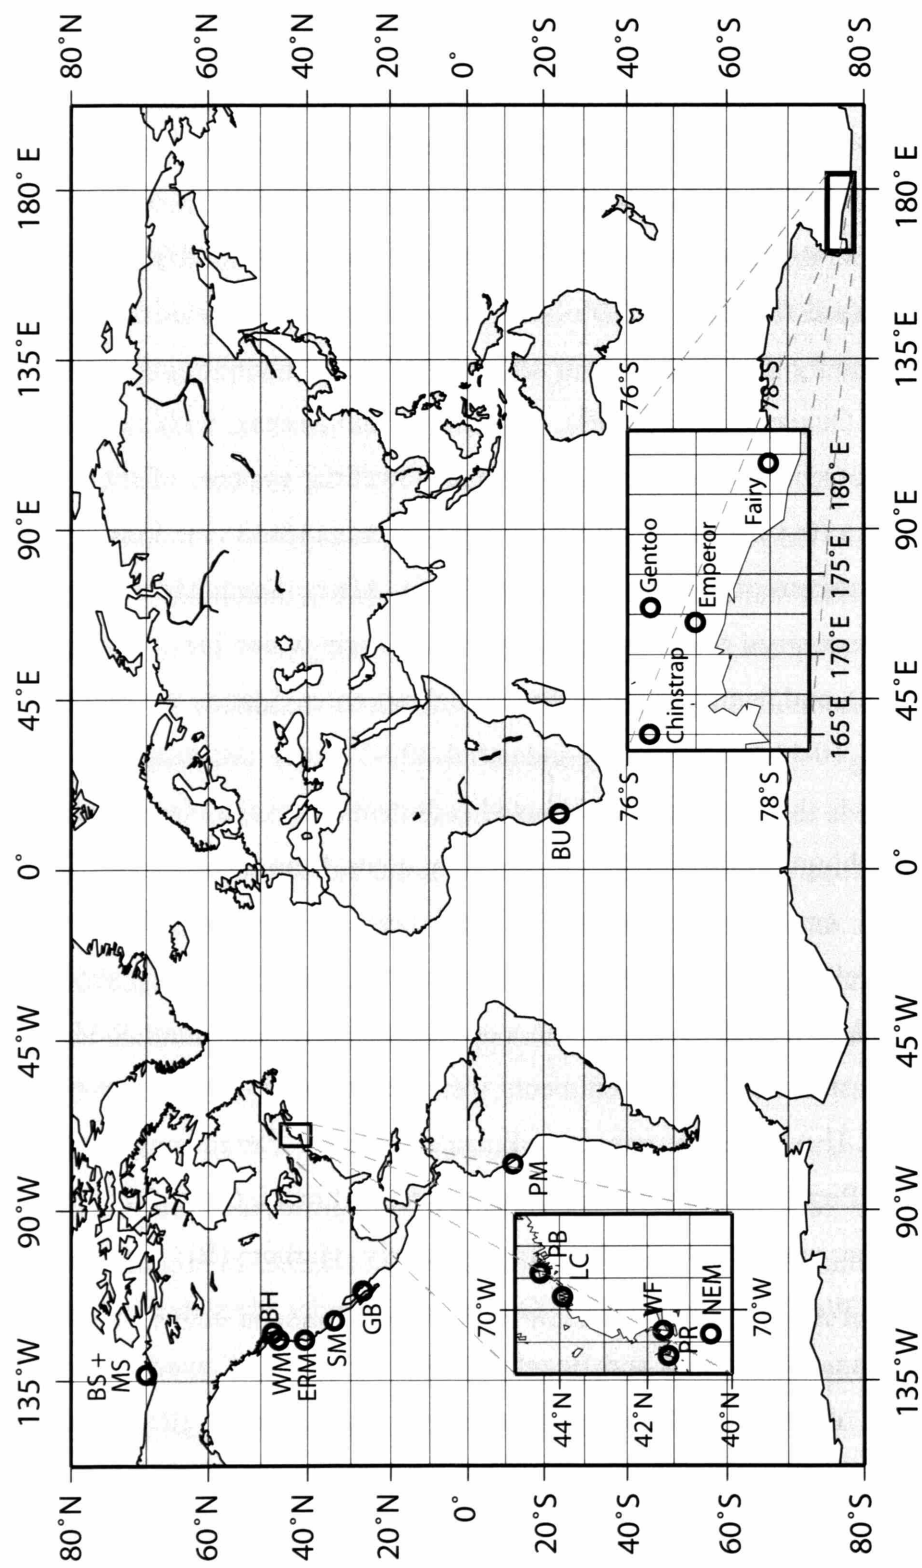 135°W
90°W
45°W
0°
45°E
90°E
135°E
180° E
80°N
60°N
40°N
20°N
0°
20°S
40°S
60°S
80°S
80°N
60°N
40°N
20°N
0°
20°S
40°S
60°S
80°S
BS +
MS
WM
BH
ERM
SM
GB
PM
BU
70°W
44°N
42°N
40°N
PB
LC
WF
PR
NEM
70°W
76°S
76°S
Chinstrap
Gentoo
Emperor
Fairy
78°S
78°S
165°E
170°E
175°E
180° E
135°W
90°W
45°W
0°
45°E
90°E
135°E
180° E